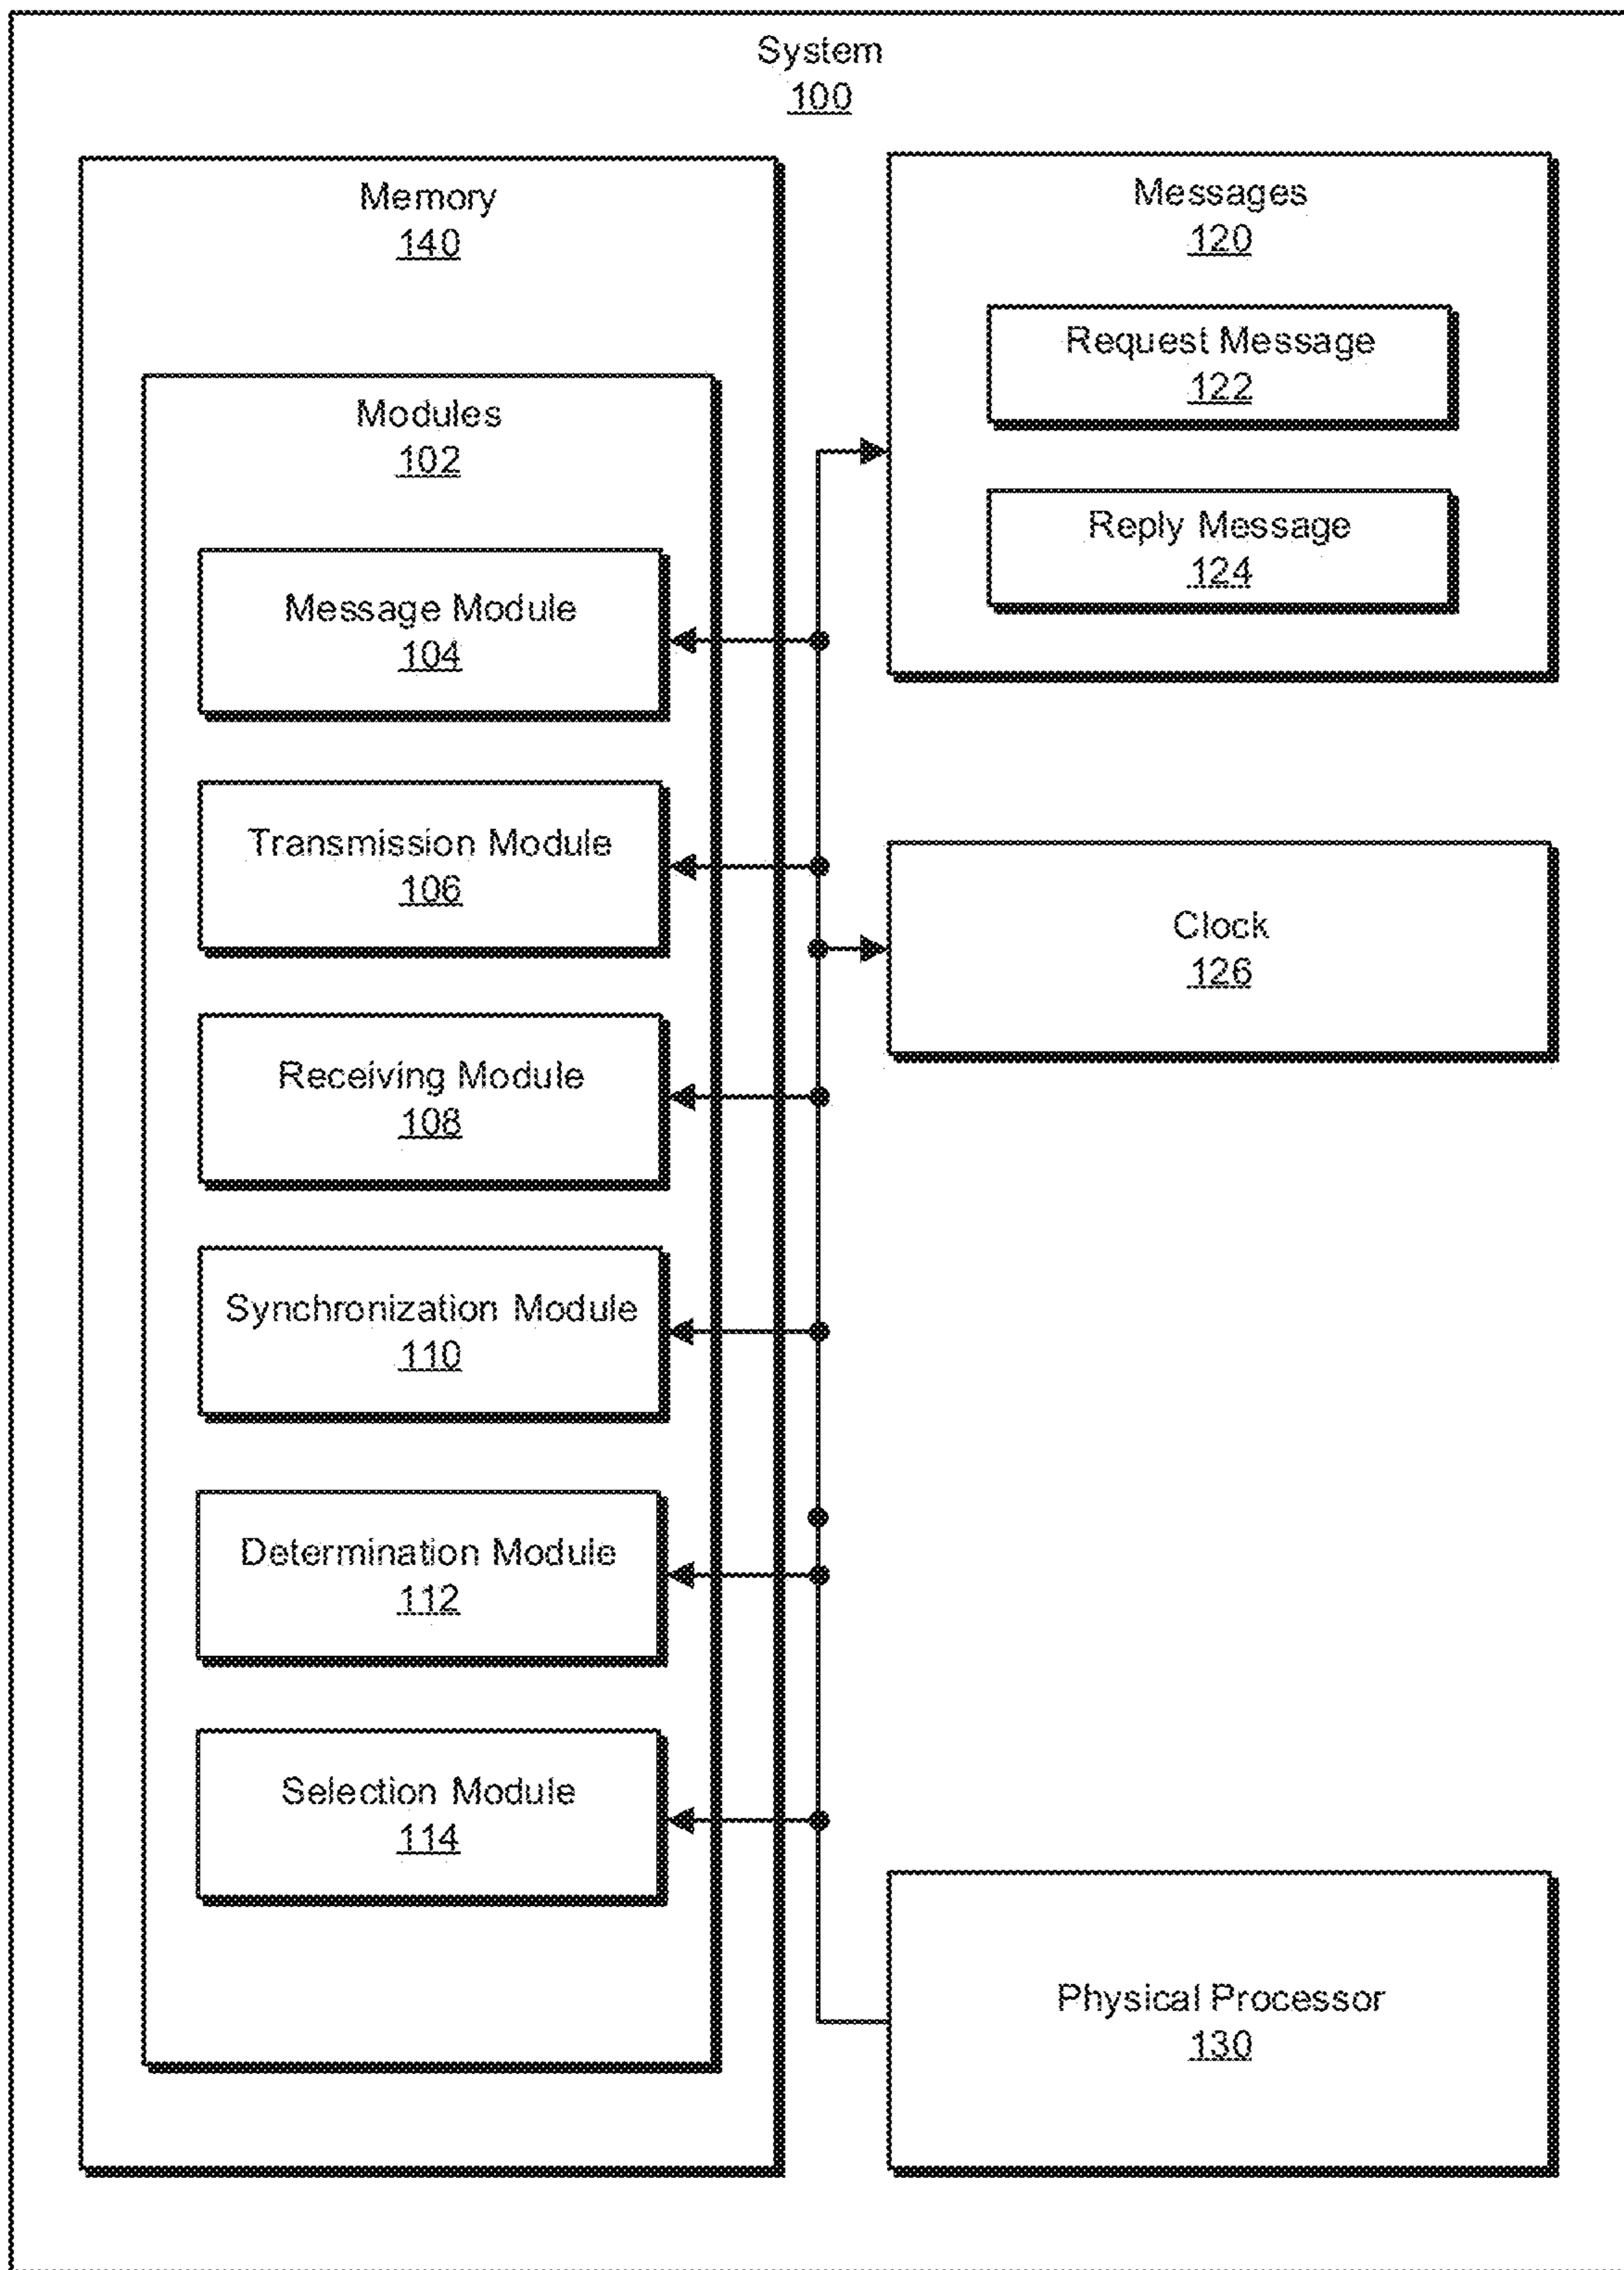 System
100
Memory
140
Modules
102
Message Module
104
Transmission Module
106
Receiving Module
108
Synchronization Module
110
Determination Module
112
Selection Module
114
Messages
120
Request Message
122
Reply Message
124
Clock
126
Physical Processor
130